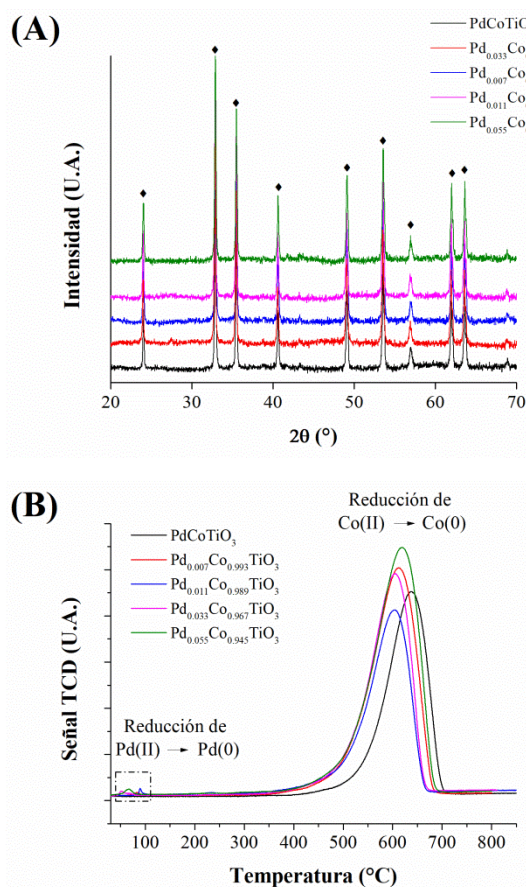 (A)
PdCoTiO
Pd0.033Co
Pd0.007Co
Pd0.011Co
Pd0.055Co
Intensidad (U.A.)
20 30 40 50 60 70
2θ (°)
(B)
Reducción de
Co(II) → Co(0)
PdCoTiO3
Pd0.007Co0.993TiO3
Pd0.011Co0.989TiO3
Pd0.033Co0.967TiO3
Pd0.055Co0.945TiO3
Reducción de
Pd(II) → Pd(0)
Señal TCD (U.A.)
100 200 300 400 500 600 700 800
Temperatura (°C)